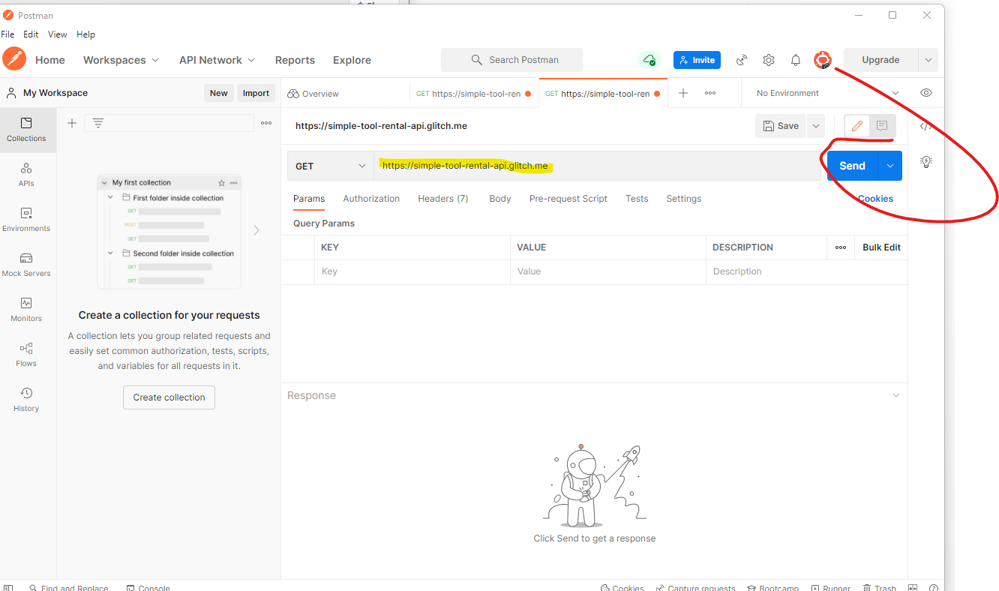 Postman
File Edit View Help
Home Workspaces API Network Reports Explore Search Postman Invite Upgrade
My Workspace New Import Overview GET https://simple-tool-ren GET https://simple-tool-ren No Environment
https://simple-tool-rental-api.glitch.me Save
Collections
APIs
Environments
Mock Servers
Monitors
Flows
History
My first collection
First folder inside collection
GET
POST
GET
Second folder inside collection
GET
GET
Create a collection for your requests
A collection lets you group related requests and
easily set common authorization, tests, scripts,
and variables for all requests in it.
Create collection
GET https://simple-tool-rental-api.glitch.me Send
Params Authorization Headers (7) Body Pre-request Script Tests Settings Cookies
Query Params
KEY VALUE DESCRIPTION Bulk Edit
Key Value Description
Response
Click Send to get a response
Find and Replace Console Cookies Capture requests Bootcamp Runner Trash